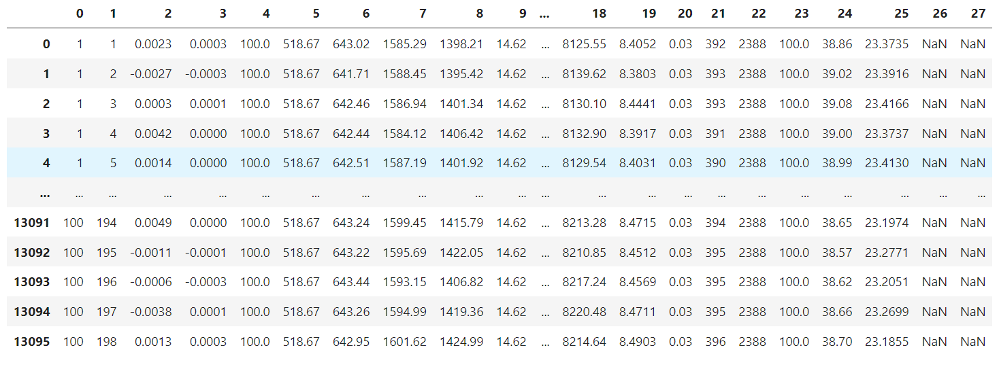 0 1 2 3 4 5 6 7 8 9 ... 18 19 20 21 22 23 24 25 26 27
0 1 1 0.0023 0.0003 100.0 518.67 643.02 1585.29 1398.21 14.62 ... 8125.55 8.4052 0.03 392 2388 100.0 38.86 23.3735 NaN NaN
1 1 2 -0.0027 -0.0003 100.0 518.67 641.71 1588.45 1395.42 14.62 ... 8139.62 8.3803 0.03 393 2388 100.0 39.02 23.3916 NaN NaN
2 1 3 0.0003 0.0001 100.0 518.67 642.46 1586.94 1401.34 14.62 ... 8130.10 8.4441 0.03 393 2388 100.0 39.08 23.4166 NaN NaN
3 1 4 0.0042 0.0000 100.0 518.67 642.44 1584.12 1406.42 14.62 ... 8132.90 8.3917 0.03 391 2388 100.0 39.00 23.3737 NaN NaN
4 1 5 0.0014 0.0000 100.0 518.67 642.51 1587.19 1401.92 14.62 ... 8129.54 8.4031 0.03 390 2388 100.0 38.99 23.4130 NaN NaN
... ... ... ... ... ... ... ... ... ... ... ... ... ... ... ... ... ... ... ... ... ...
13091 100 194 0.0049 0.0000 100.0 518.67 643.24 1599.45 1415.79 14.62 ... 8213.28 8.4715 0.03 394 2388 100.0 38.65 23.1974 NaN NaN
13092 100 195 -0.0011 -0.0001 100.0 518.67 643.22 1595.69 1422.05 14.62 ... 8210.85 8.4512 0.03 395 2388 100.0 38.57 23.2771 NaN NaN
13093 100 196 -0.0006 -0.0003 100.0 518.67 643.44 1593.15 1406.82 14.62 ... 8217.24 8.4569 0.03 395 2388 100.0 38.62 23.2051 NaN NaN
13094 100 197 -0.0038 0.0001 100.0 518.67 643.26 1594.99 1419.36 14.62 ... 8220.48 8.4711 0.03 395 2388 100.0 38.66 23.2699 NaN NaN
13095 100 198 0.0013 0.0003 100.0 518.67 642.95 1601.62 1424.99 14.62 ... 8214.64 8.4903 0.03 396 2388 100.0 38.70 23.1855 NaN NaN